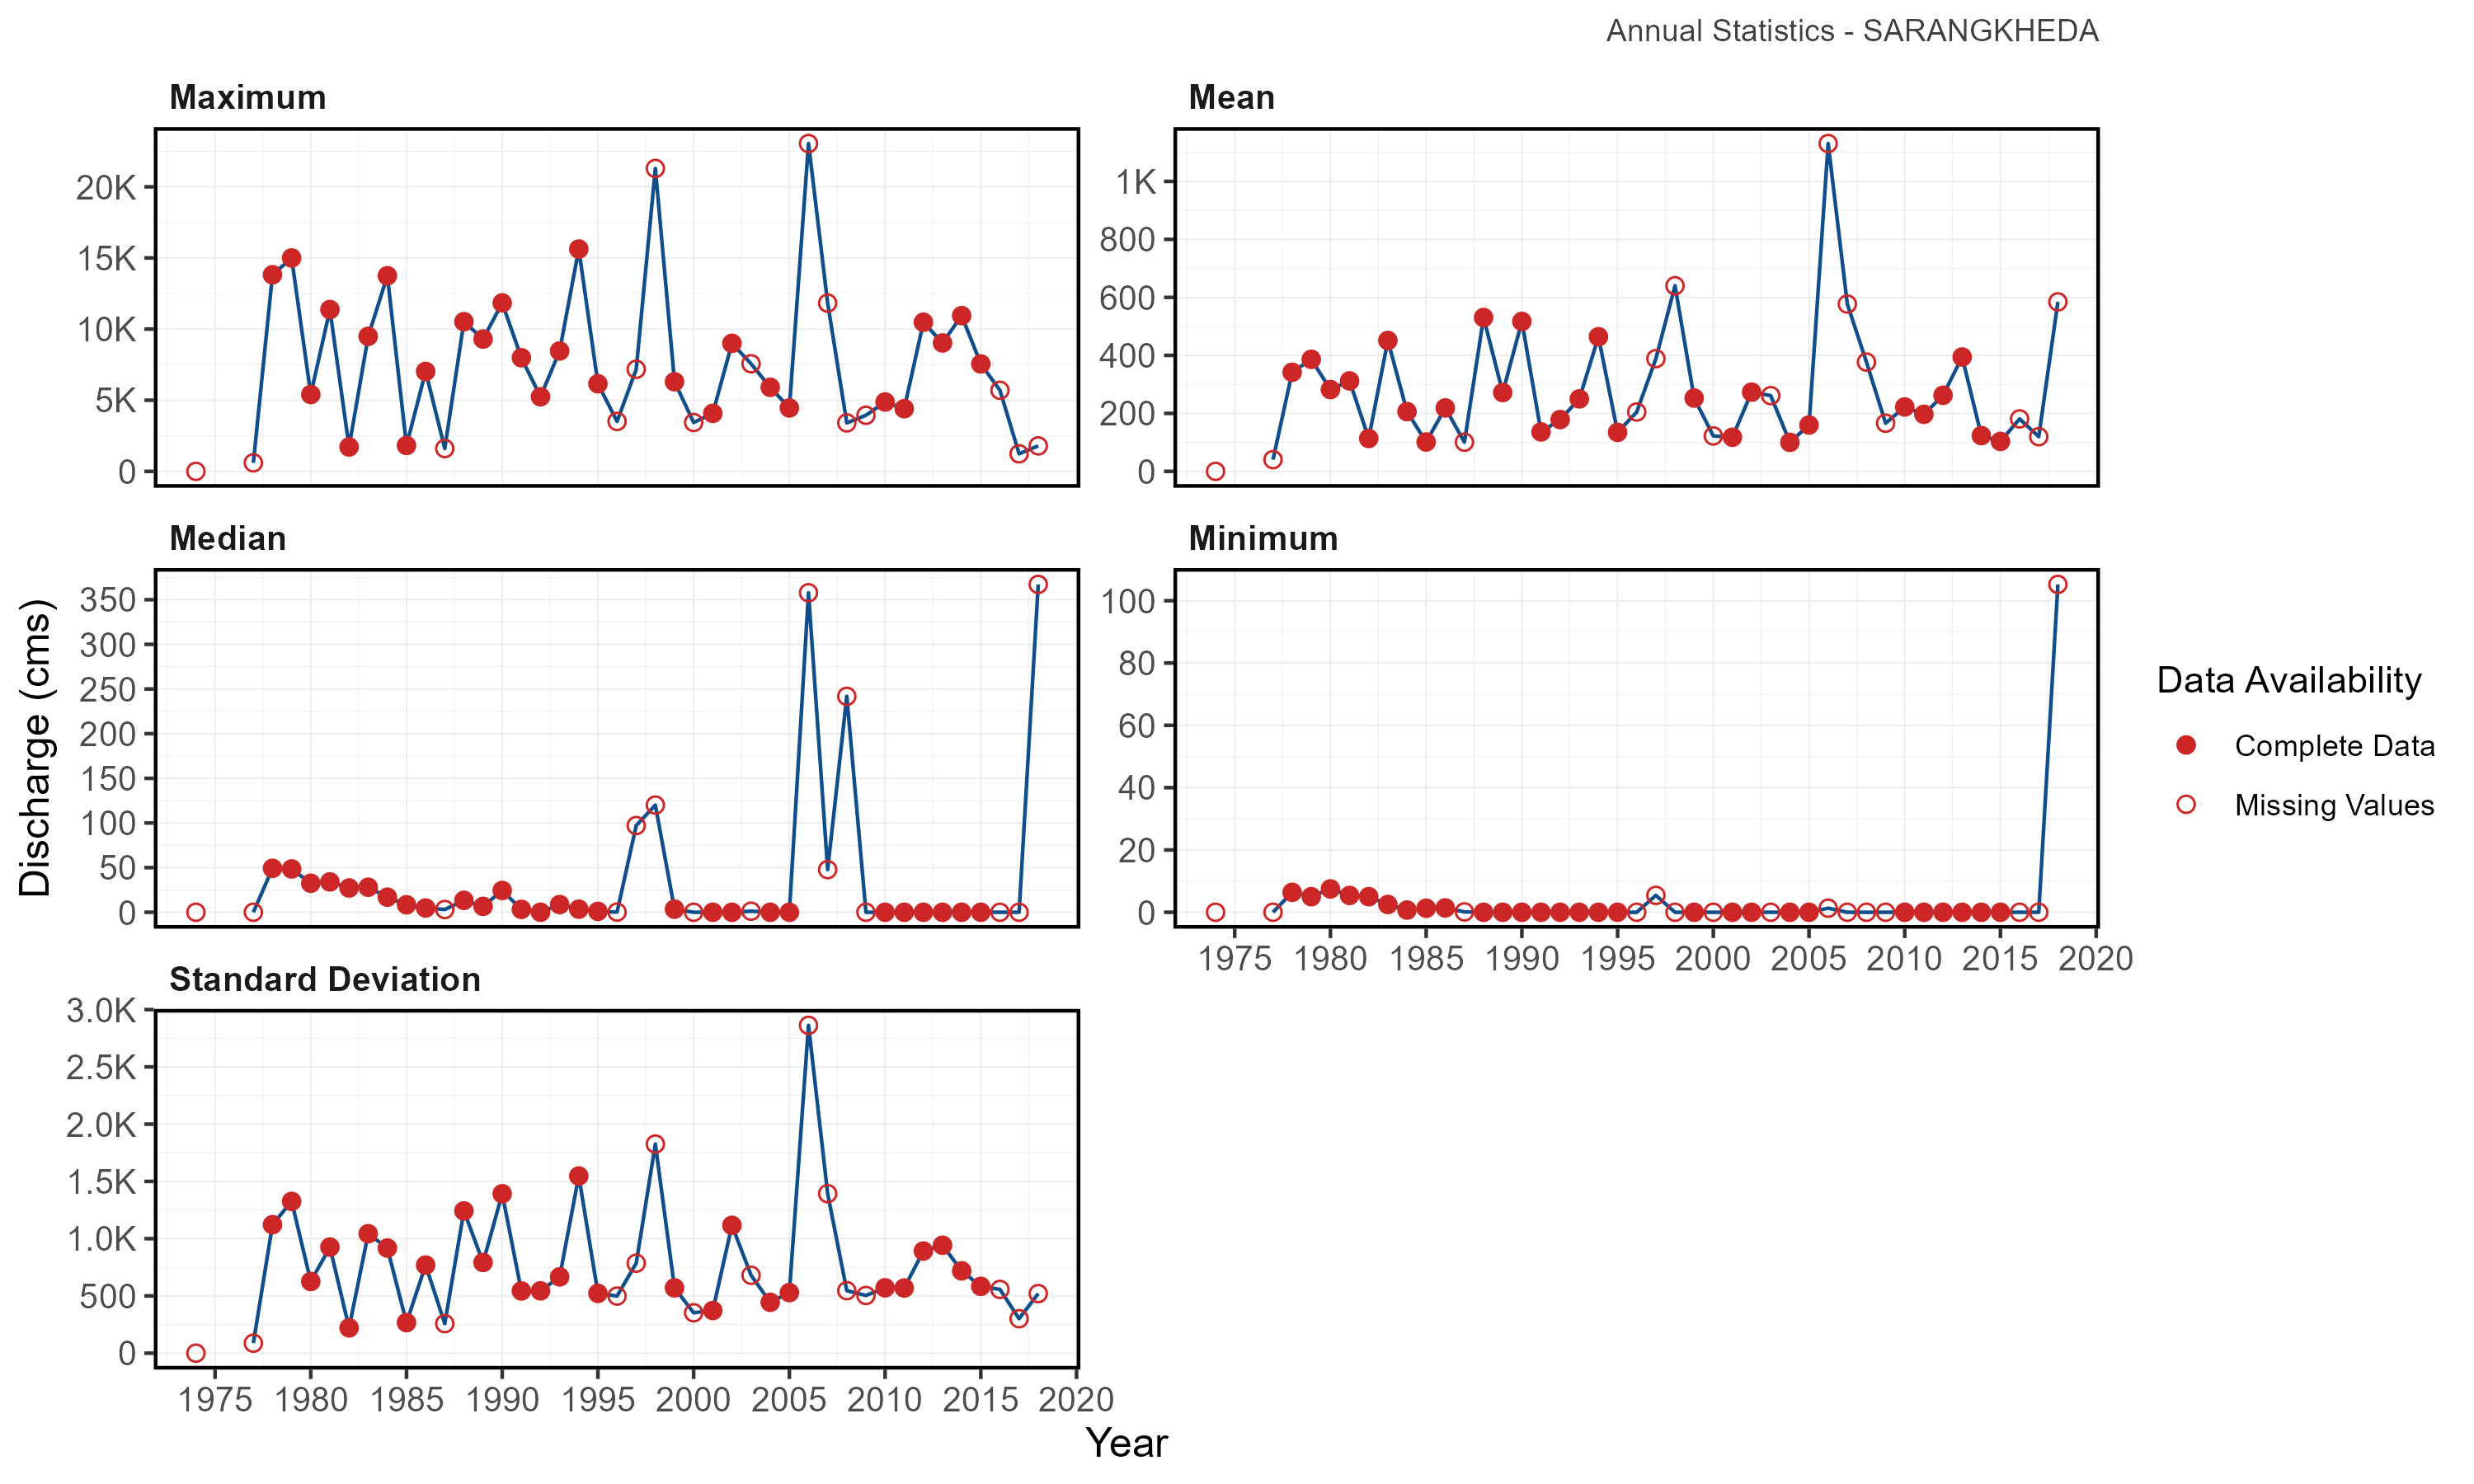 Annual Statistics - SARANGKHEDA
Maximum
20K
15K
10K
5K
0
Mean
1K
800
600
400
200
0
Median
350
300
250
200
150
100
50
0
Minimum
100
80
60
40
20
0
1975 1980 1985 1990 1995 2000 2005 2010 2015 2020
Standard Deviation
3.0K
2.5K
2.0K
1.5K
1.0K
500
0
1975 1980 1985 1990 1995 2000 2005 2010 2015 2020
Discharge (cms)
Year
Data Availability
Complete Data
Missing Values